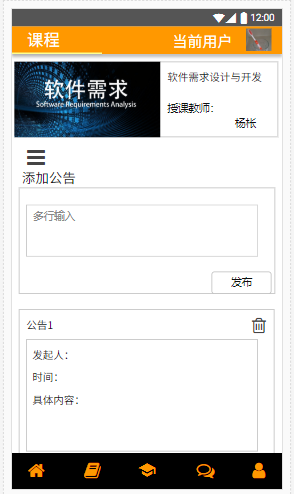 12:00
课程
当前用户
软件需求
Software Requirements Analysis
软件需求设计与开发
授课教师:
杨枨
添加公告
多行输入
发布
公告1
发起人:
时间:
具体内容: